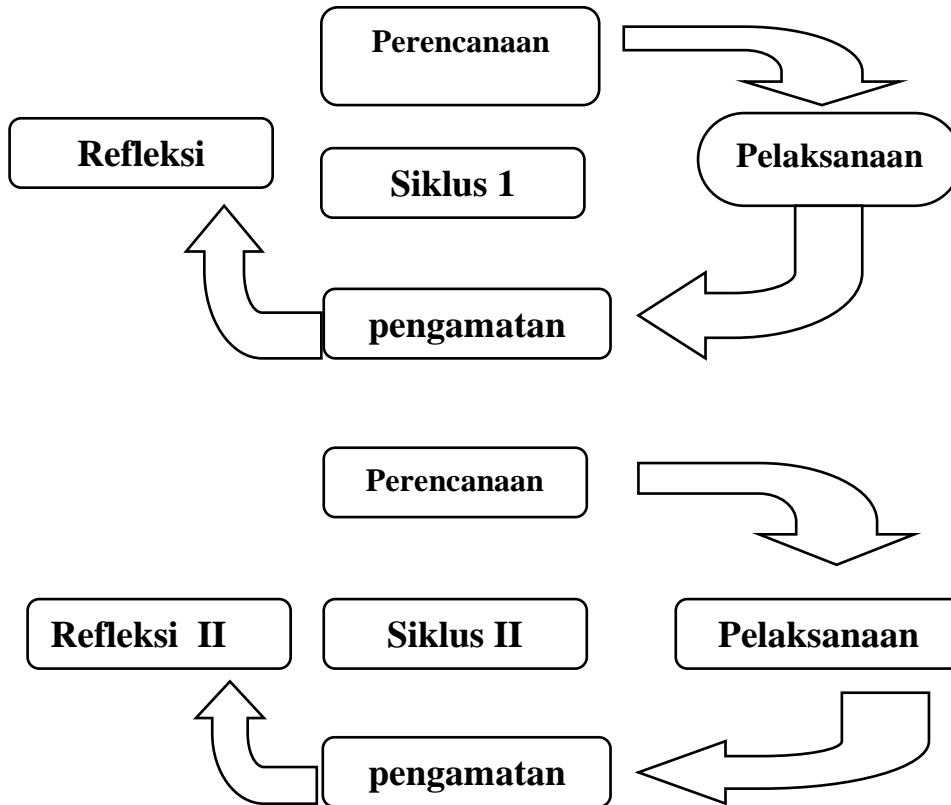 Perencanaan
Refleksi
Siklus 1
Pelaksanaan
pengamatan
Perencanaan
Refleksi II
Siklus II
Pelaksanaan
pengamatan